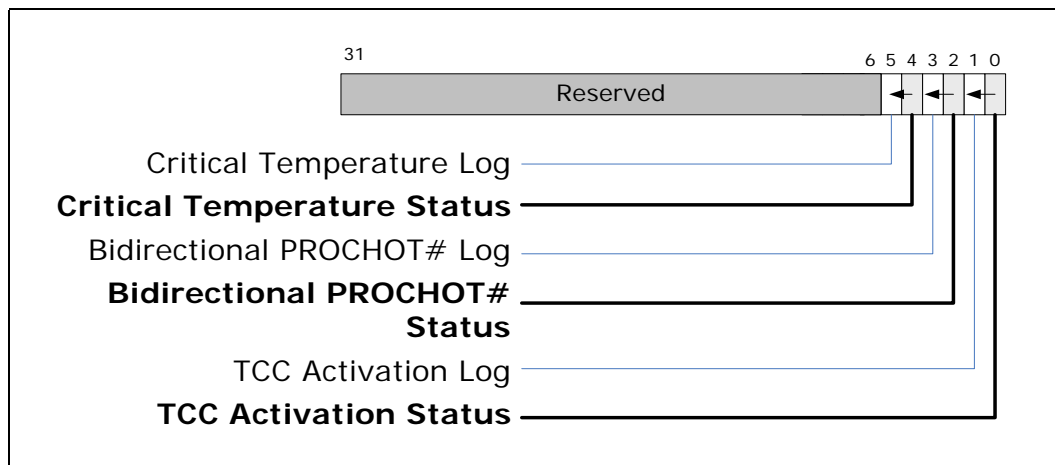 31
6 5 4 3 2 1 0
Reserved
Critical Temperature Log
Critical Temperature Status
Bidirectional PROCHOT# Log
Bidirectional PROCHOT#
Status
TCC Activation Log
TCC Activation Status